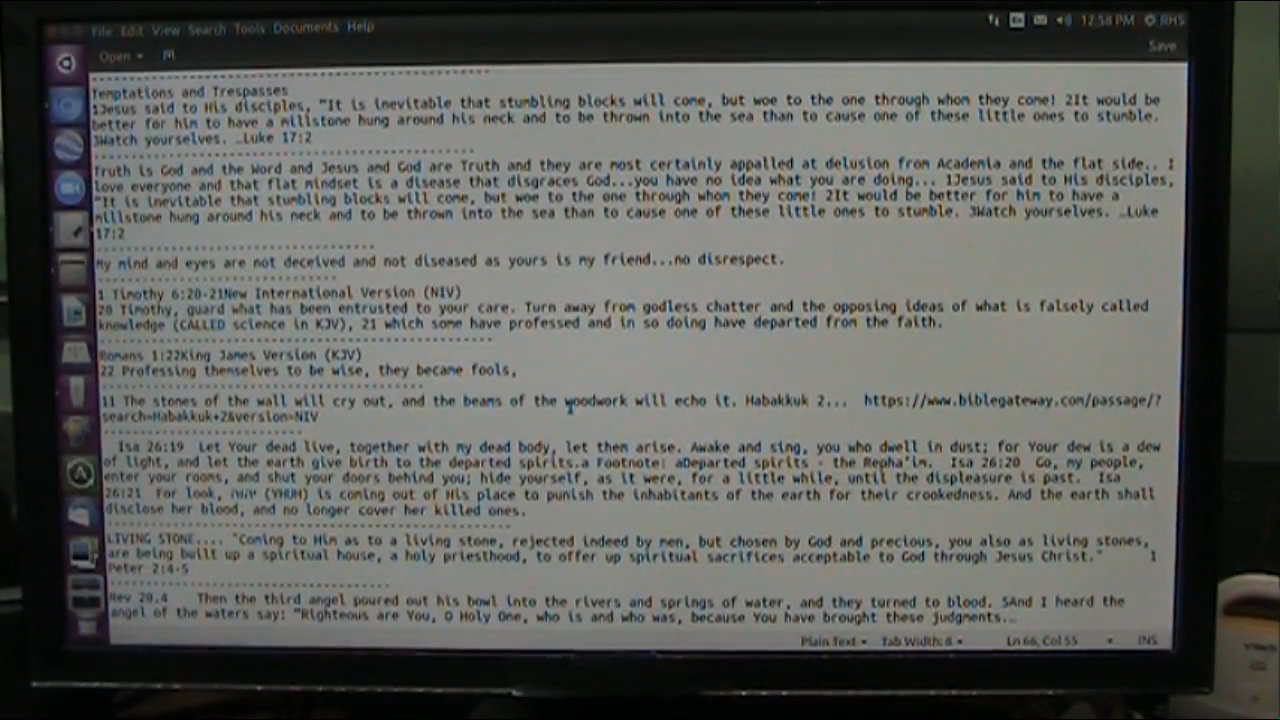 File Edit View Search Tools Documents Help
12:58 PM RHS
Open
Save
Temptations and Trespasses
1Jesus said to His disciples, "It is inevitable that stumbling blocks will come, but woe to the one through whom they come! 2It would be
better for him to have a millstone hung around his neck and to be thrown into the sea than to cause one of these little ones to stumble.
3Watch yourselves. …Luke 17:2
Truth is God and the Word and Jesus and God are Truth and they are most certainly appalled at delusion from Academia and the flat side.. I
love everyone and that flat mindset is a disease that disgraces God...you have no idea what you are doing... 1Jesus said to His disciples,
"It is inevitable that stumbling blocks will come, but woe to the one through whom they come! 2It would be better for him to have a
millstone hung around his neck and to be thrown into the sea than to cause one of these little ones to stumble. 3Watch yourselves. …Luke
17:2
My mind and eyes are not deceived and not diseased as yours is my friend...no disrespect.
1 Timothy 6:20-21New International Version (NIV)
20 Timothy, guard what has been entrusted to your care. Turn away from godless chatter and the opposing ideas of what is falsely called
knowledge (CALLED science in KJV), 21 which some have professed and in so doing have departed from the faith.
Romans 1:22King James Version (KJV)
22 Professing themselves to be wise, they became fools,
11 The stones of the wall will cry out, and the beams of the woodwork will echo it. Habakkuk 2... https://www.biblegateway.com/passage/?
search=Habakkuk+2&version=NIV
Isa 26:19 Let Your dead live, together with my dead body, let them arise. Awake and sing, you who dwell in dust; for Your dew is a dew
of light, and let the earth give birth to the departed spirits.a Footnote: aDeparted spirits - the Repha'im. Isa 26:20 Go, my people,
enter your rooms, and shut your doors behind you; hide yourself, as it were, for a little while, until the displeasure is past. Isa
26:21 For look, (YHUH) is coming out of His place to punish the inhabitants of the earth for their crookedness. And the earth shall
disclose her blood, and no longer cover her killed ones.
LIVING STONE.... "Coming to Him as to a living stone, rejected indeed by men, but chosen by God and precious, you also as living stones,
are being built up a spiritual house, a holy priesthood, to offer up spiritual sacrifices acceptable to God through Jesus Christ." 1
Peter 2:4-5
Rev 20.4 Then the third angel poured out his bowl into the rivers and springs of water, and they turned to blood. 5And I heard the
angel of the waters say: "Righteous are You, O Holy One, who is and who was, because You have brought these judgments...
Plain Text Tab Width: 8 Ln 66, Col 55 INS